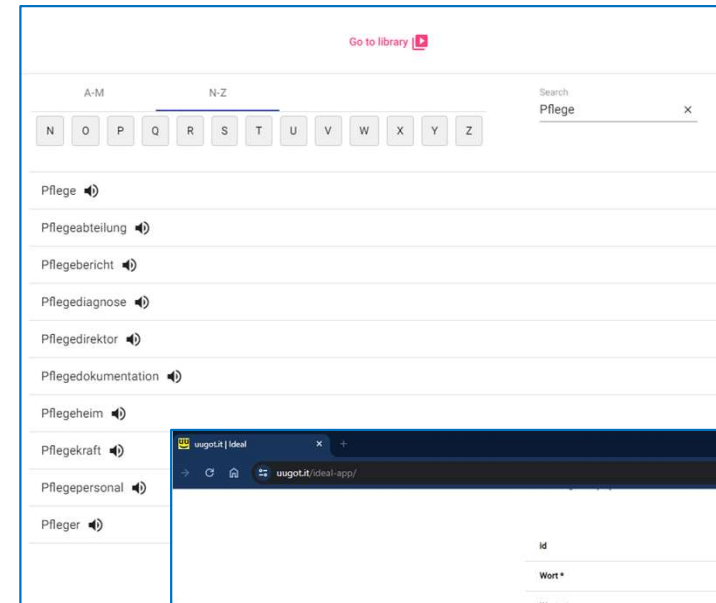 Go to library
A-M N-Z
Search
Pflege
N O P Q R S T U V W X Y Z
Pflege
Pflegeabteilung
Pflegebericht
Pflegediagnose
Pflegedirektor
Pflegedokumentation
Pflegeheim
Pflegekraft
Pflegepersonal
Pfleger
uugot.it | Ideal
uugot.it/ideal-app/
id
Wort *